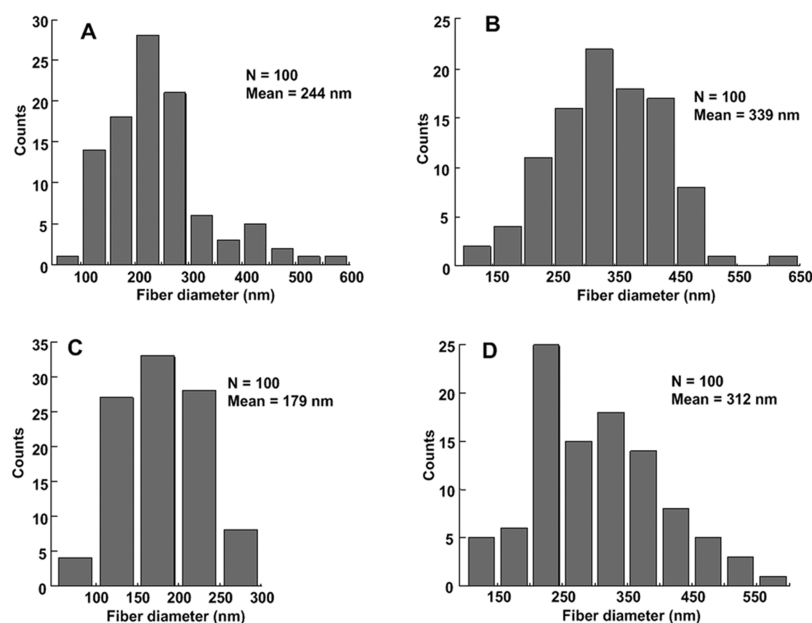 A
N = 100
Mean = 244 nm
Counts
30
25
20
15
10
5
0
100 200 300 400 500 600
Fiber diameter (nm)
B
N = 100
Mean = 339 nm
Counts
25
20
15
10
5
0
150 250 350 450 550 650
Fiber diameter (nm)
C
N = 100
Mean = 179 nm
Counts
35
30
25
20
15
10
5
0
100 150 200 250 300
Fiber diameter (nm)
D
N = 100
Mean = 312 nm
Counts
25
20
15
10
5
0
150 250 350 450 550
Fiber diameter (nm)